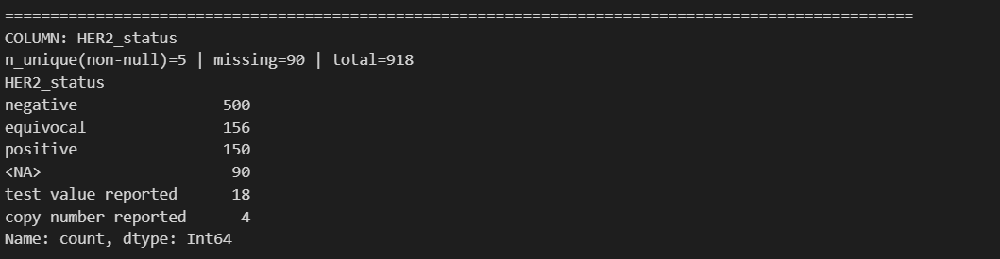 =====================================================================================================
COLUMN: HER2_status
n_unique(non-null)=5 | missing=90 | total=918
HER2_status
negative                500
equivocal               156
positive                150
<NA>                     90
test value reported      18
copy number reported      4
Name: count, dtype: Int64